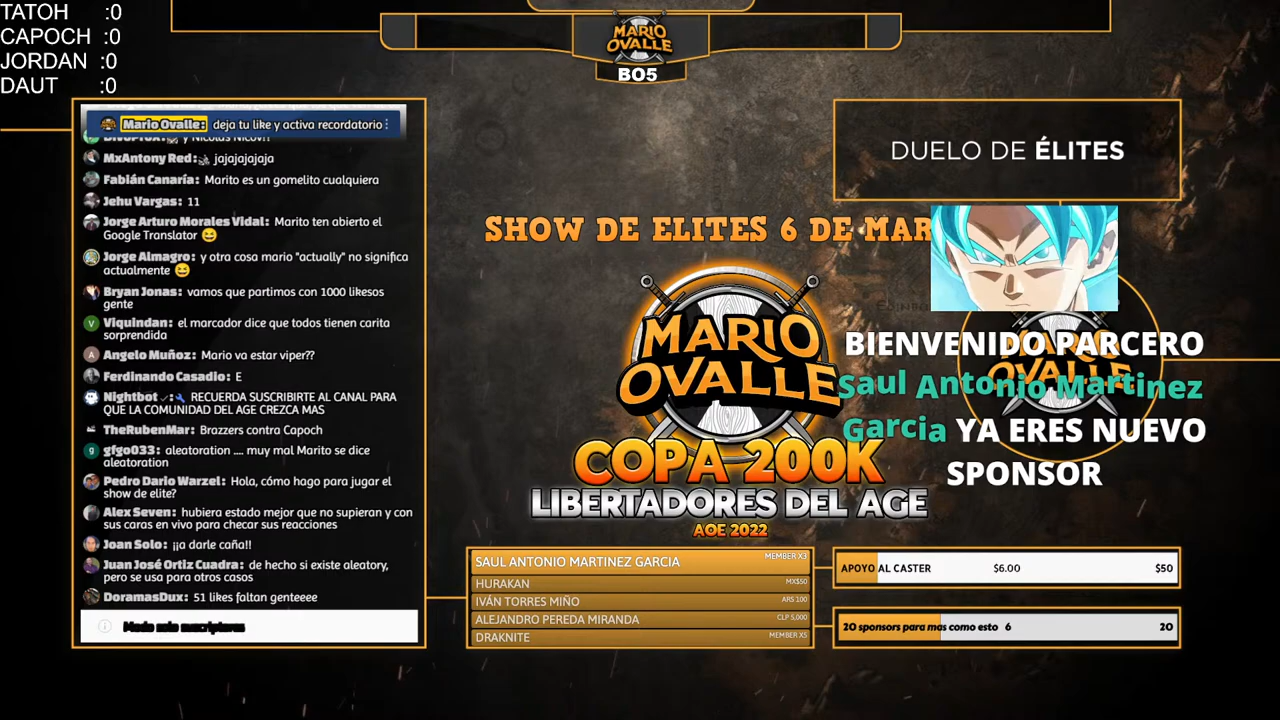 TATOH :0
CAPOCH :0
JORDAN :0
DAUT :0
MARIO
OVALLE
BO5
Mario Ovalle: deja tu like y activa recordatorio
MxAntony Red: jajajajajaja
Fabián Canaría: Marito es un gomelito cualquiera
Jehu Vargas: 11
Jorge Arturo Morales Vidal: Marito ten abierto el
Google Translator 😆
Jorge Almagro: y otra cosa mario "actually" no significa
actualmente 😆
Bryan Jonas: vamos que partimos con 1000 likesos
gente
V
Viquindan: el marcador dice que todos tienen carita
sorprendida
A
Angelo Muñoz: Mario va estar viper??
Ferdinando Casadio: E
Nightbot ✓: RECUERDA SUSCRIBIRTE AL CANAL PARA
QUE LA COMUNIDAD DEL AGE CREZCA MAS
TheRubenMar: Brazzers contra Capoch
g
gfgo033: aleatoration .... muy mal Marito se dice
aleatoration
Pedro Dario Warzel: Hola, cómo hago para jugar el
show de elite?
Alex Seven: hubiera estado mejor que no supieran y con
sus caras en vivo para checar sus reacciones
Joan Solo: ¡¡a darle caña!!
Juan José Ortiz Cuadra: de hecho si existe aleatory,
pero se usa para otros casos
DoramasDux: 51 likes faltan genteeee
Modo solo suscriptores
DUELO DE ÉLITES
SHOW DE ELITES 6 DE MAR
MARIO
OVALLE
COPA 200K
LIBERTADORES DEL AGE
AOE 2022
BIENVENIDO PARCERO
Saul Antonio Martinez
Garcia YA ERES NUEVO
SPONSOR
SAUL ANTONIO MARTINEZ GARCIA MEMBER X3
HURAKAN MX$50
IVÁN TORRES MIÑO ARS 100
ALEJANDRO PEREDA MIRANDA CLP 5,000
DRAKNITE MEMBER X5
APOYO AL CASTER $6.00 $50
20 sponsors para mas como esto 6 20